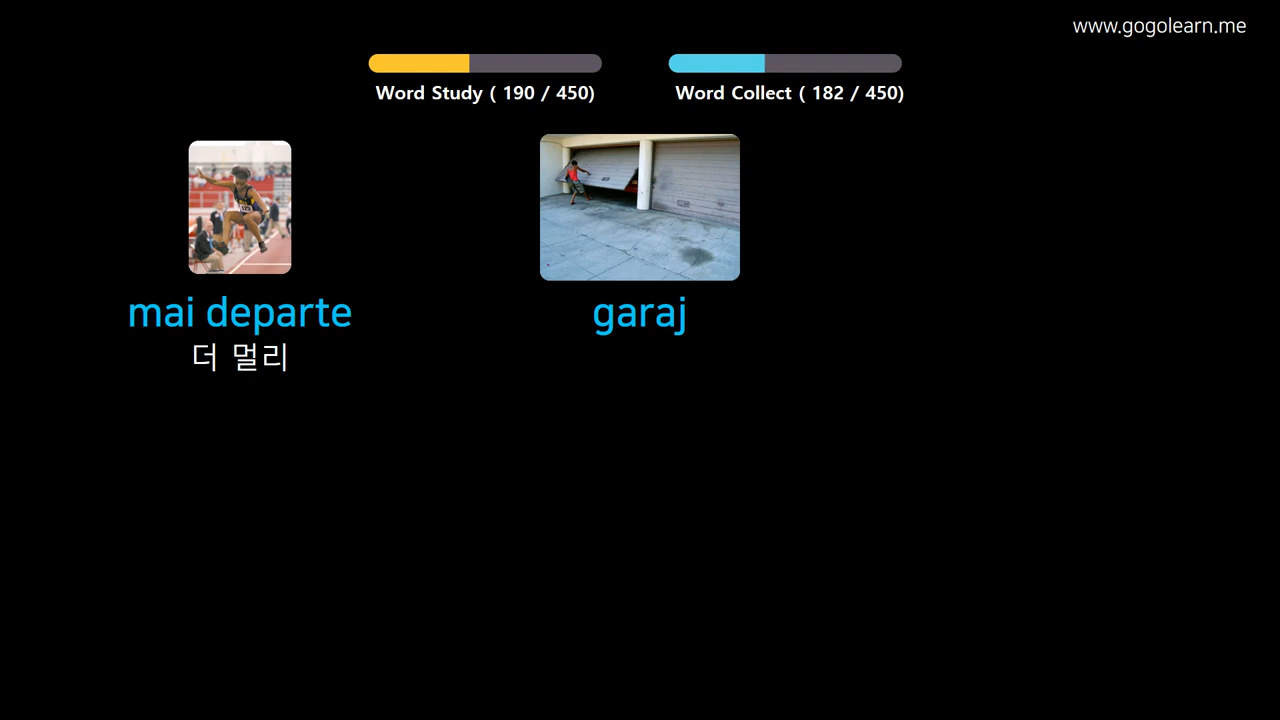 www.gogolearn.me
Word Study ( 190 / 450)
Word Collect ( 182 / 450)
mai departe
더 멀리
garaj